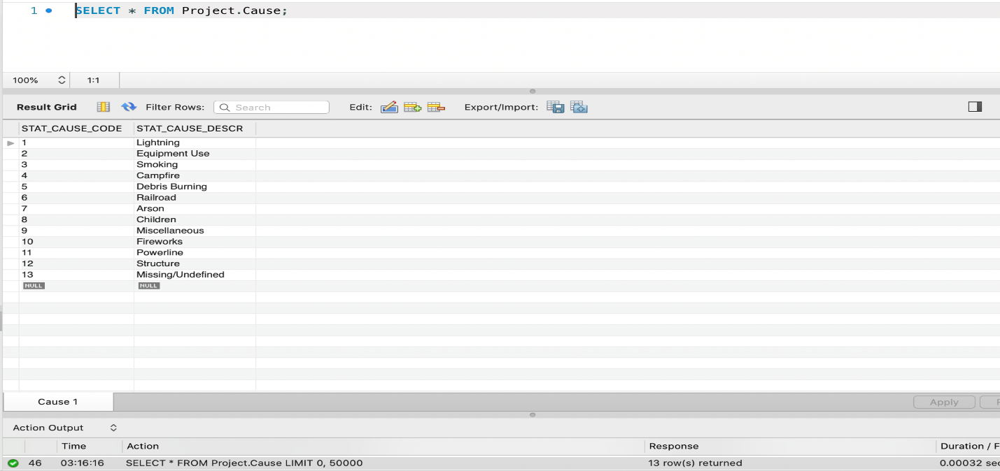 1 SELECT * FROM Project.Cause;
100% 1:1
Result Grid Filter Rows: Search Edit: Export/Import:
STAT_CAUSE_CODE STAT_CAUSE_DESCR
1 Lightning
2 Equipment Use
3 Smoking
4 Campfire
5 Debris Burning
6 Railroad
7 Arson
8 Children
9 Miscellaneous
10 Fireworks
11 Powerline
12 Structure
13 Missing/Undefined
NULL NULL
Cause 1 Apply
Action Output
Time Action Response Duration / F
46 03:16:16 SELECT * FROM Project.Cause LIMIT 0, 50000 13 row(s) returned 0.00032 sec